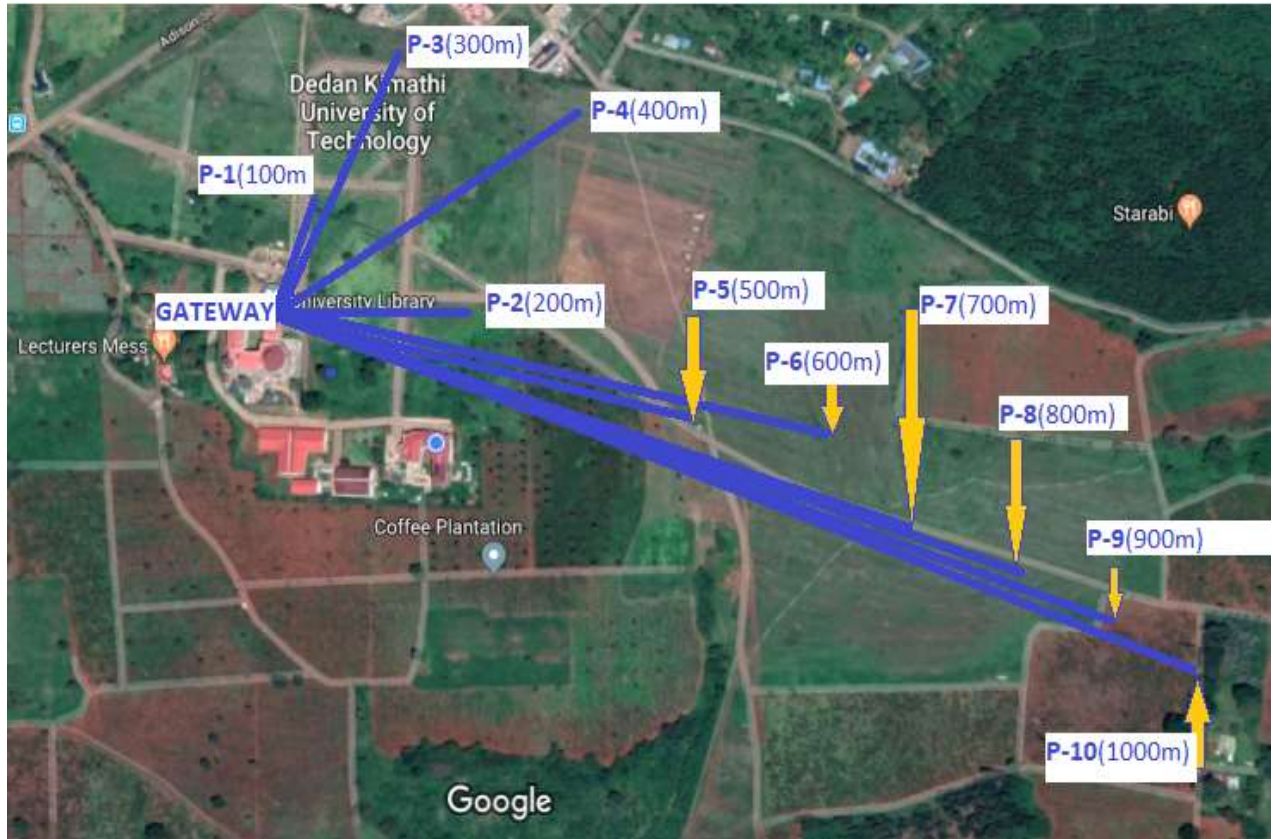 Adison
P-3(300m)
Dedan Kimathi
University of
Technology
P-4(400m)
P-1(100m
Starabi
GATEWAY
University Library
P-2(200m)
P-5(500m)
P-7(700m)
Lecturers Mess
P-6(600m)
P-8(800m)
Coffee Plantation
P-9(900m)
P-10(1000m)
Google